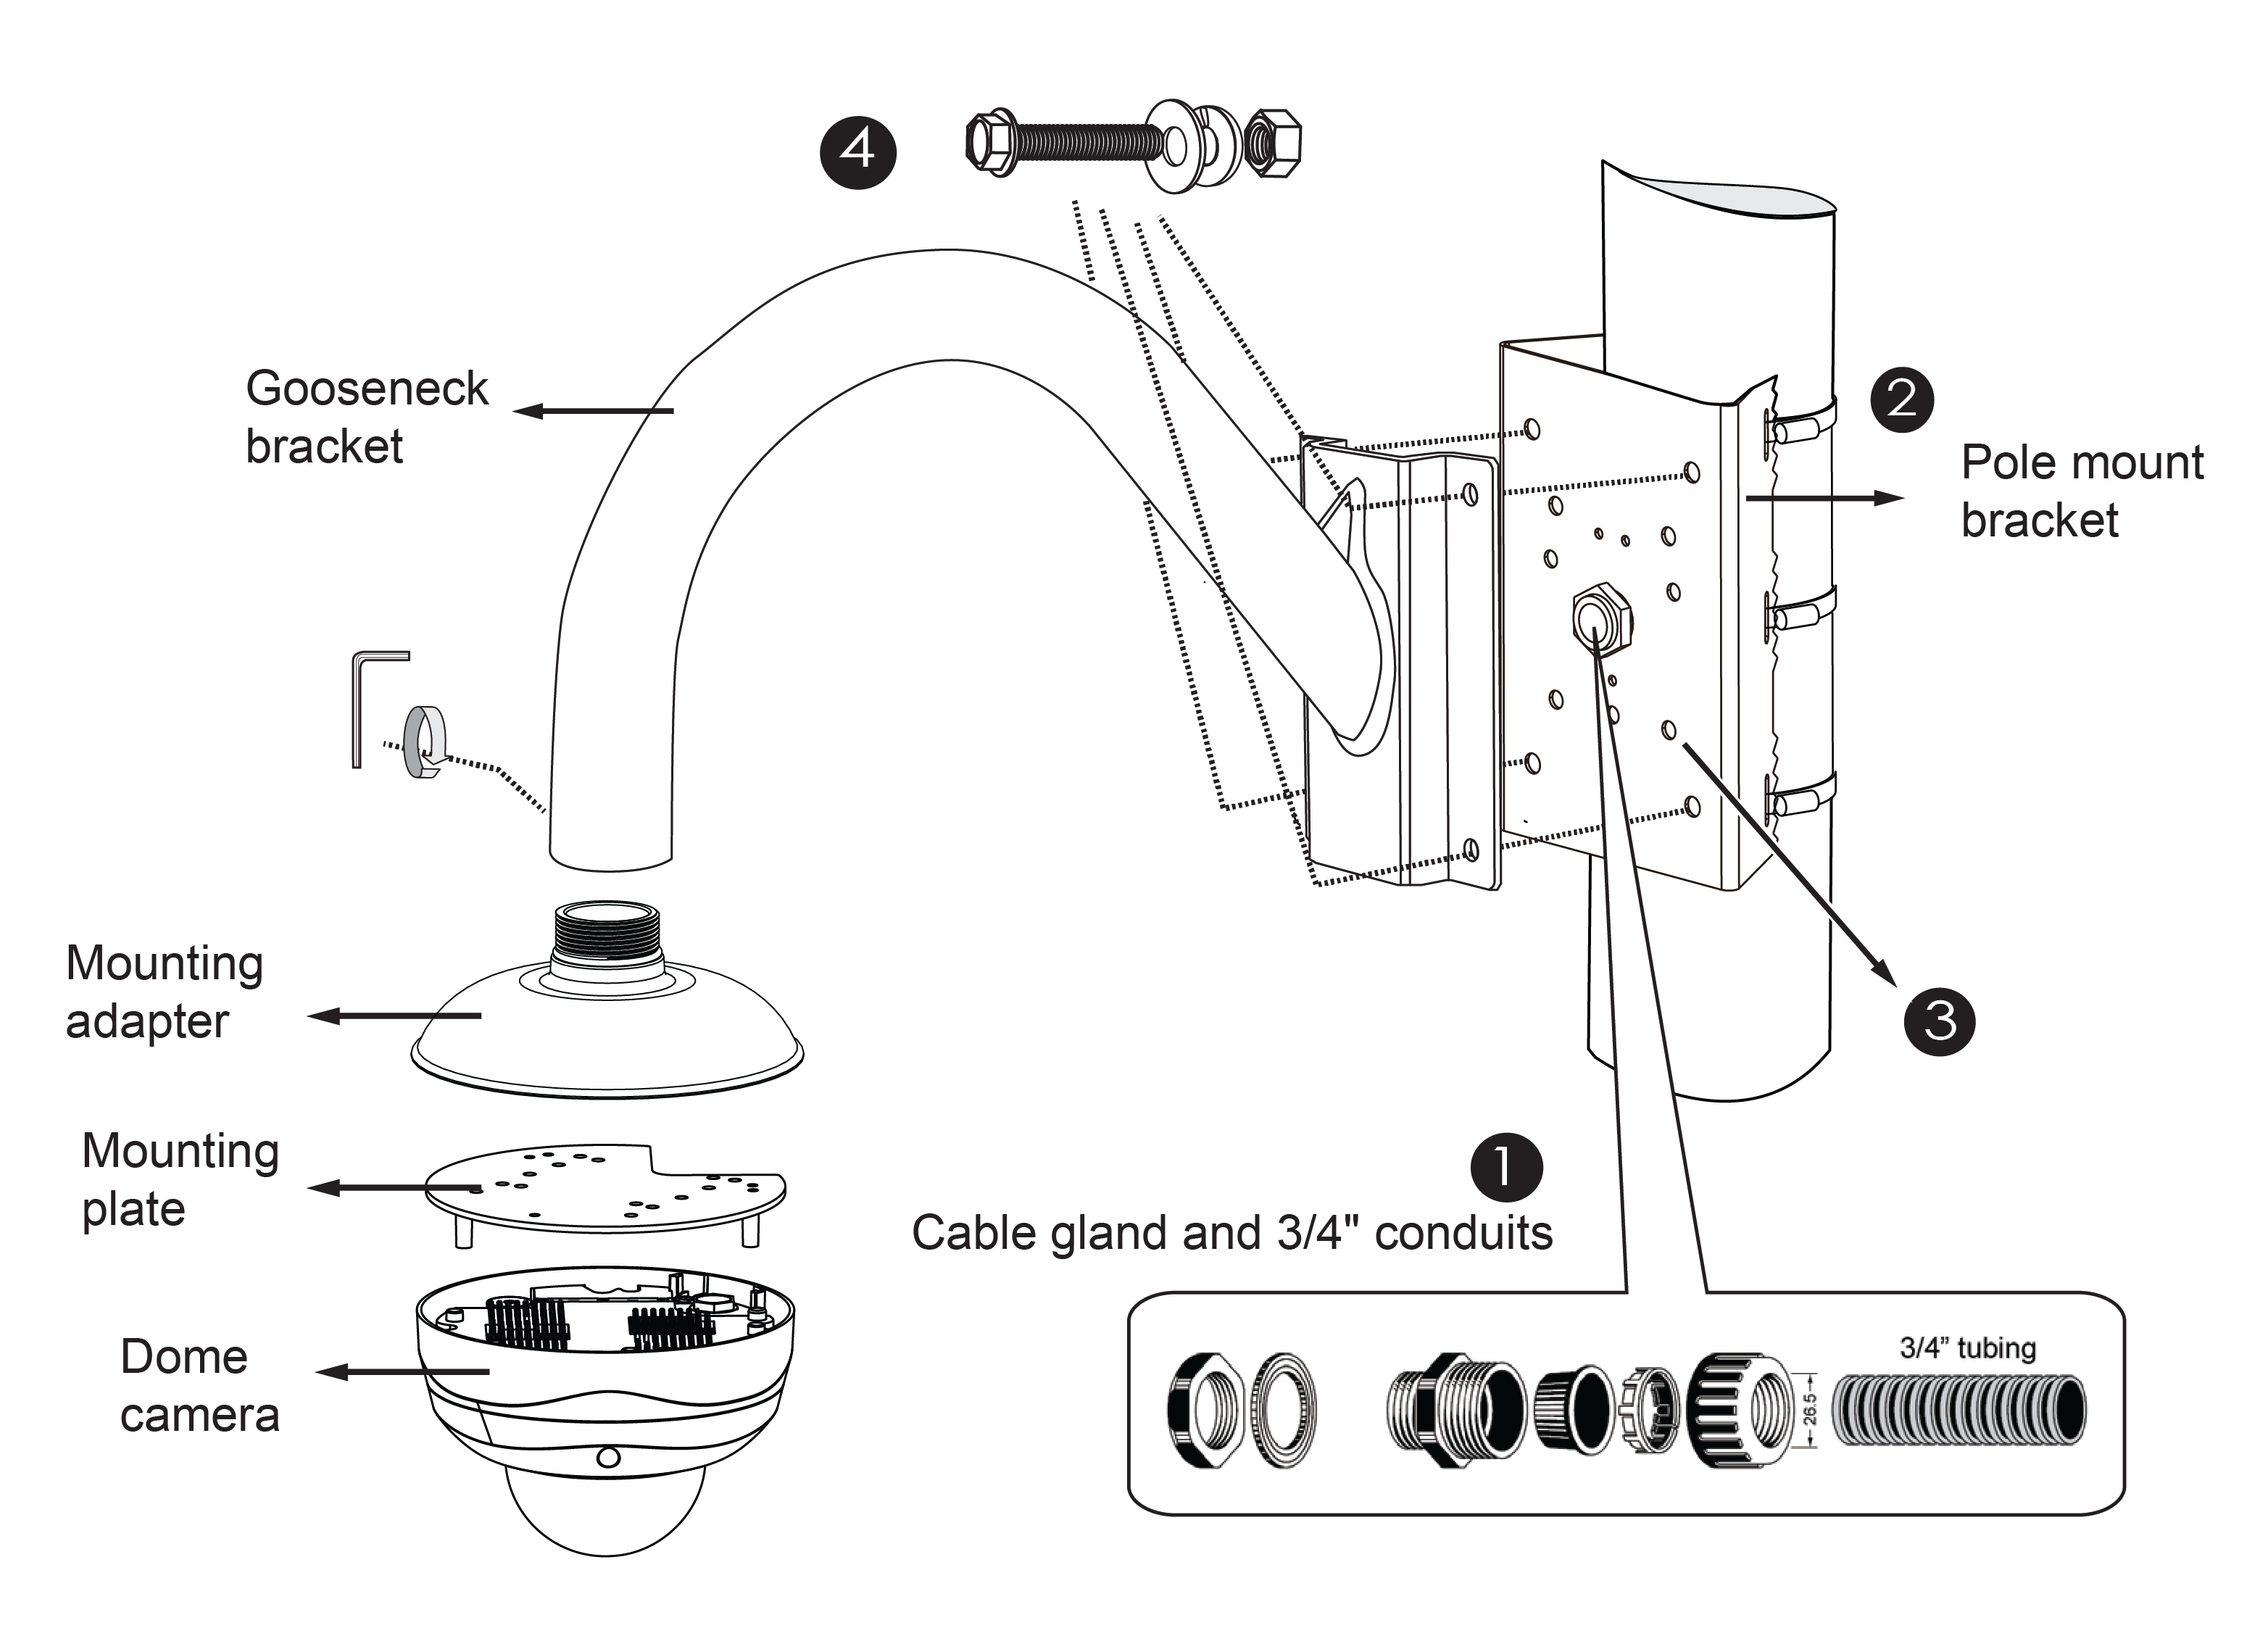 4
Gooseneck
bracket
2
Pole mount
bracket
Mounting
adapter
3
Mounting
plate
1
Cable gland and 3/4" conduits
Dome
camera
3/4” tubing
26.5